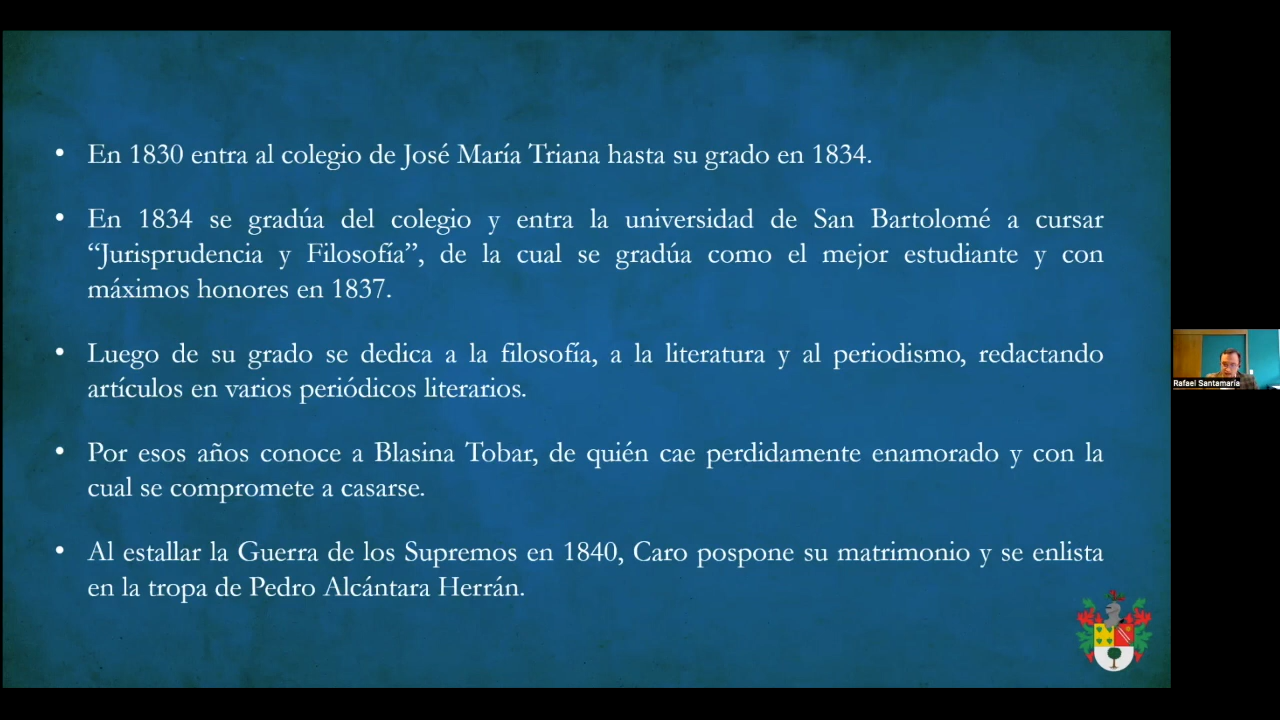 • En 1830 entra al colegio de José María Triana hasta su grado en 1834.
• En 1834 se gradúa del colegio y entra la universidad de San Bartolomé a cursar
“Jurisprudencia y Filosofía”, de la cual se gradúa como el mejor estudiante y con
máximos honores en 1837.
• Luego de su grado se dedica a la filosofía, a la literatura y al periodismo, redactando
artículos en varios periódicos literarios.
• Por esos años conoce a Blasina Tobar, de quién cae perdidamente enamorado y con la
cual se compromete a casarse.
• Al estallar la Guerra de los Supremos en 1840, Caro pospone su matrimonio y se enlista
en la tropa de Pedro Alcántara Herrán.
Rafael Santamaría